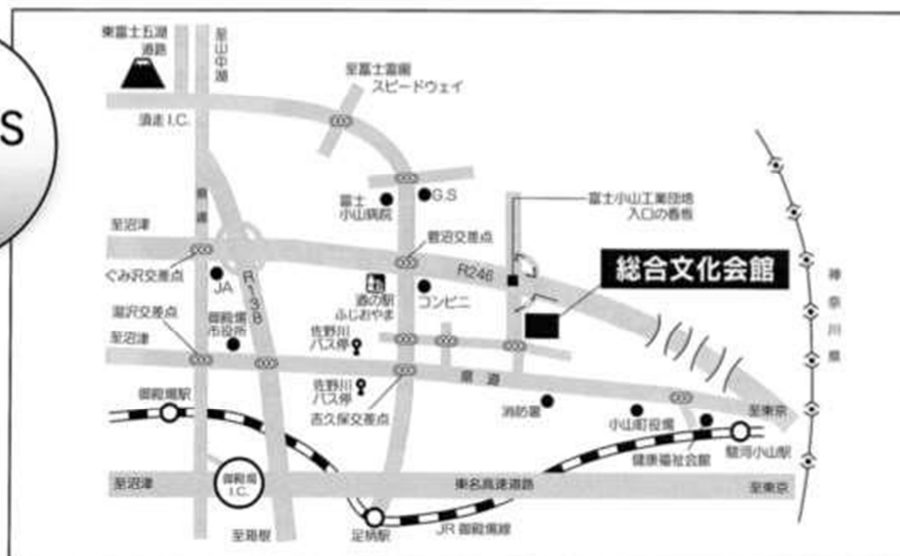 東富士五湖
道路
至山中湖
至富士霊園
スピードウェイ
S
須走I.C.
富士
小山病院
G.S
富士小山工業団地
入口の看板
県道
至沼津
菅沼交差点
R246
総合文化会館
ぐみ沢交差点
JA
R138
道の駅
ふじおやま
コンビニ
神奈川県
湯沢交差点
御殿場
市役所
至沼津
佐野川
バス停
県道
佐野川
バス停
御殿場駅
吉久保交差点
消防署
小山町役場
至東京
健康福祉会館
駿河小山駅
至沼津
御殿場
I.C.
東名高速道路
至東京
至箱根
足柄駅
JR御殿場線